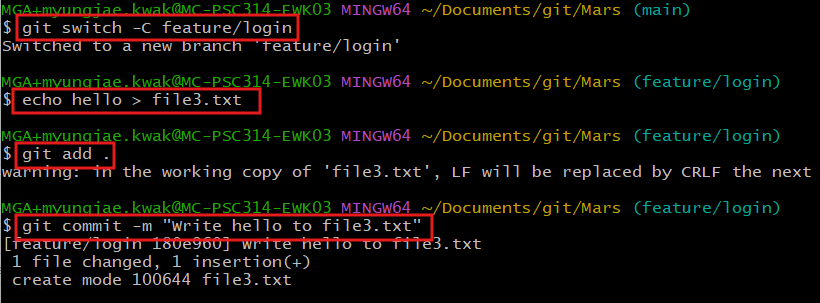 MGA+myungjae.kwak@MC-PSC314-EWK03 MINGW64 ~/Documents/git/Mars (main)
$ git switch -C feature/login
Switched to a new branch 'feature/login'
MGA+myungjae.kwak@MC-PSC314-EWK03 MINGW64 ~/Documents/git/Mars (feature/login)
$ echo hello > file3.txt
MGA+myungjae.kwak@MC-PSC314-EWK03 MINGW64 ~/Documents/git/Mars (feature/login)
$ git add .
warning: in the working copy of 'file3.txt', LF will be replaced by CRLF the next
MGA+myungjae.kwak@MC-PSC314-EWK03 MINGW64 ~/Documents/git/Mars (feature/login)
$ git commit -m "Write hello to file3.txt"
[feature/login 180e960] Write hello to file3.txt
 1 file changed, 1 insertion(+)
 create mode 100644 file3.txt